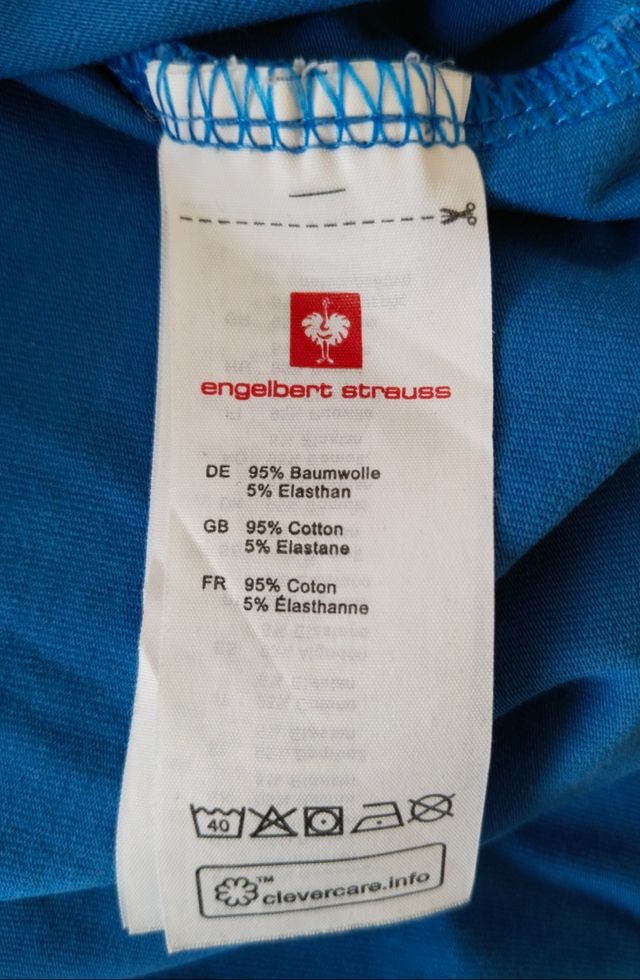 engelbert strauss
DE 95% Baumwolle
5% Elasthan
GB 95% Cotton
5% Elastane
FR 95% Coton
5% Élasthanne
40
™ clevercare.info